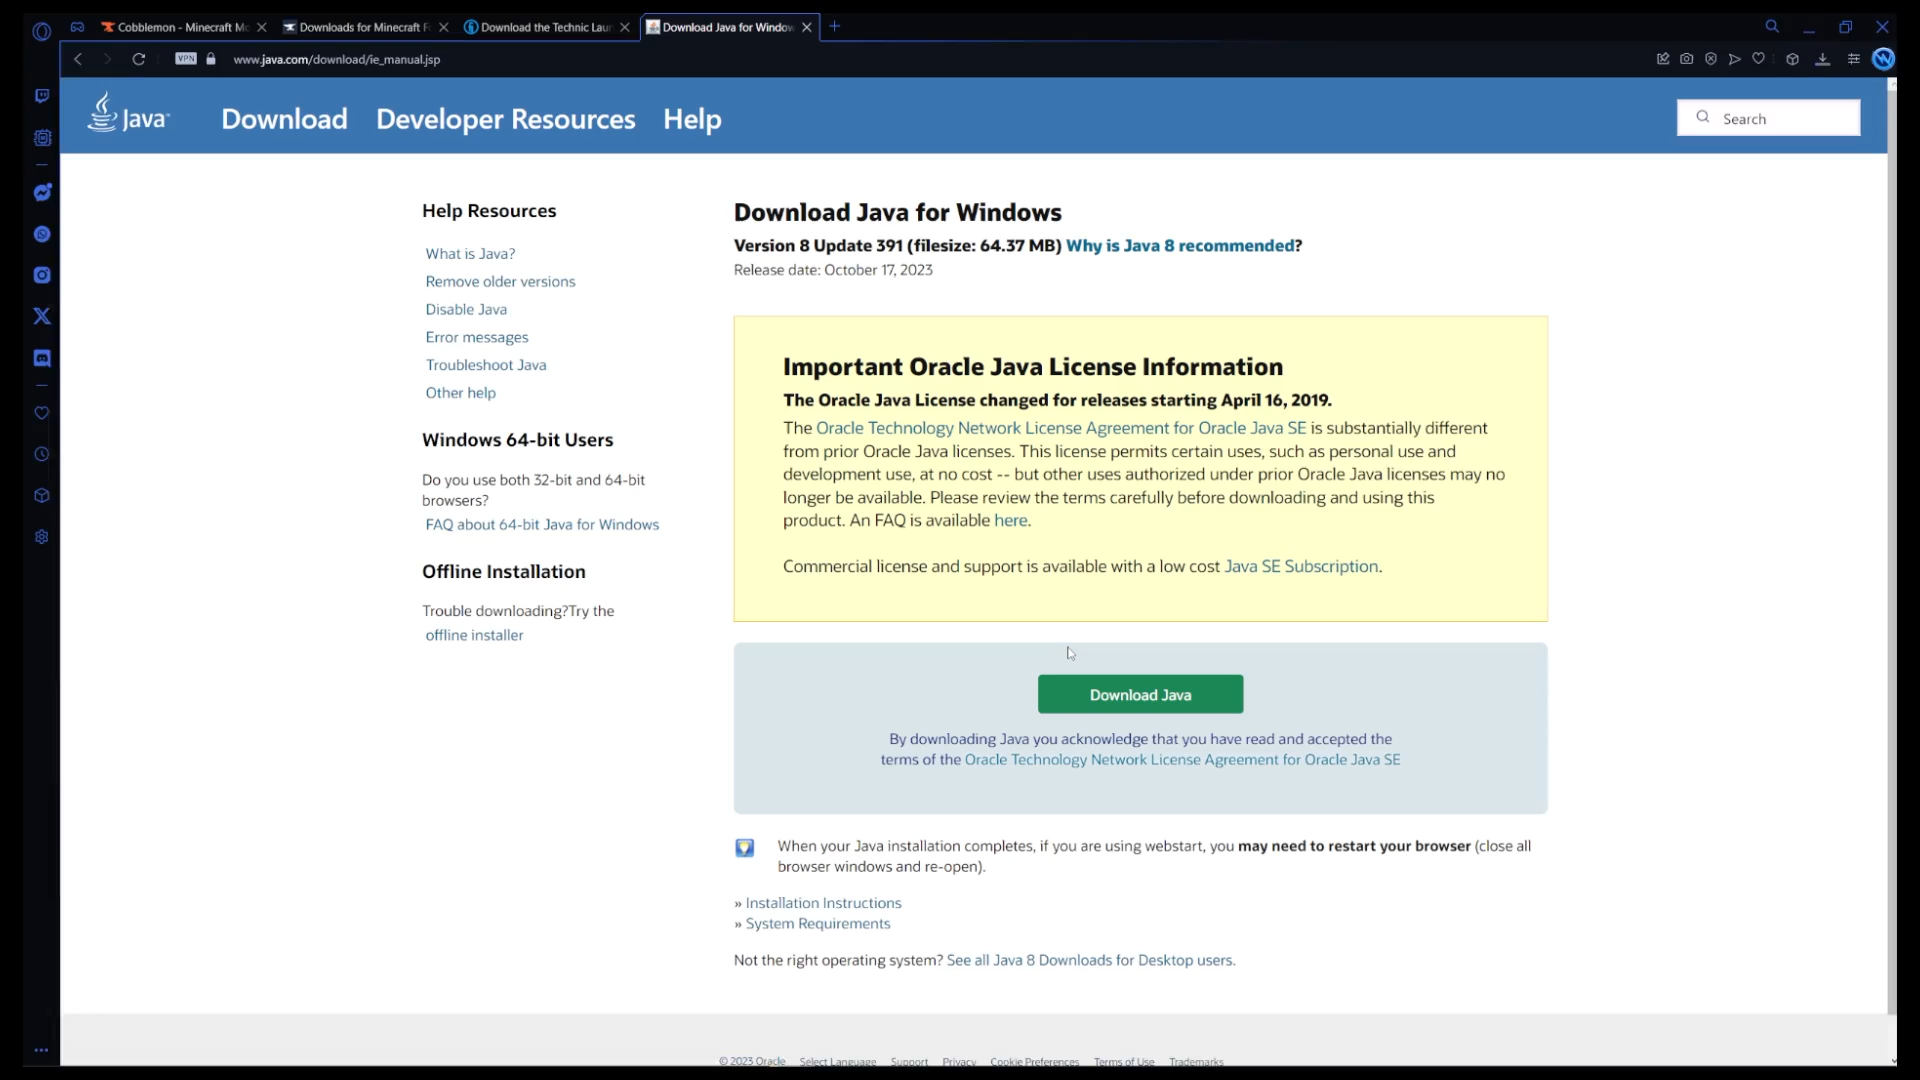 Cobblemon - Minecraft Mo
Downloads for Minecraft F
Download the Technic Laun
Download Java for Window
VPN
www.java.com/download/ie_manual.jsp
Java
Download
Developer Resources
Help
Search
Help Resources
What is Java?
Remove older versions
Disable Java
Error messages
Troubleshoot Java
Other help
Windows 64-bit Users
Do you use both 32-bit and 64-bit
browsers?
FAQ about 64-bit Java for Windows
Offline Installation
Trouble downloading?Try the
offline installer
Download Java for Windows
Version 8 Update 391 (filesize: 64.37 MB) Why is Java 8 recommended?
Release date: October 17, 2023
Important Oracle Java License Information
The Oracle Java License changed for releases starting April 16, 2019.
The Oracle Technology Network License Agreement for Oracle Java SE is substantially different
from prior Oracle Java licenses. This license permits certain uses, such as personal use and
development use, at no cost -- but other uses authorized under prior Oracle Java licenses may no
longer be available. Please review the terms carefully before downloading and using this
product. An FAQ is available here.
Commercial license and support is available with a low cost Java SE Subscription.
Download Java
By downloading Java you acknowledge that you have read and accepted the
terms of the Oracle Technology Network License Agreement for Oracle Java SE
When your Java installation completes, if you are using webstart, you may need to restart your browser (close all
browser windows and re-open).
» Installation Instructions
» System Requirements
Not the right operating system? See all Java 8 Downloads for Desktop users.
© 2023 Oracle Select Language Support Privacy Cookie Preferences Terms of Use Trademarks